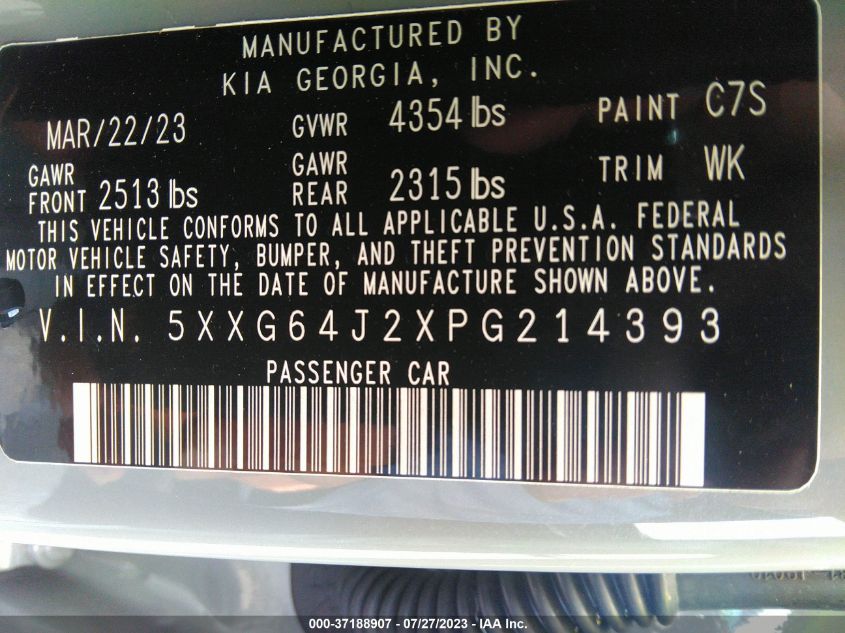 MANUFACTURED BY
KIA GEORGIA, INC.
MAR/22/23 GVWR 4354 lbs PAINT C7S
GAWR FRONT 2513 lbs GAWR REAR 2315 lbs TRIM WK
THIS VEHICLE CONFORMS TO ALL APPLICABLE U.S.A. FEDERAL
MOTOR VEHICLE SAFETY, BUMPER, AND THEFT PREVENTION STANDARDS
IN EFFECT ON THE DATE OF MANUFACTURE SHOWN ABOVE.
V.I.N. 5XXG64J2XPG214393
PASSENGER CAR
000-37188907 - 07/27/2023 - IAA Inc.